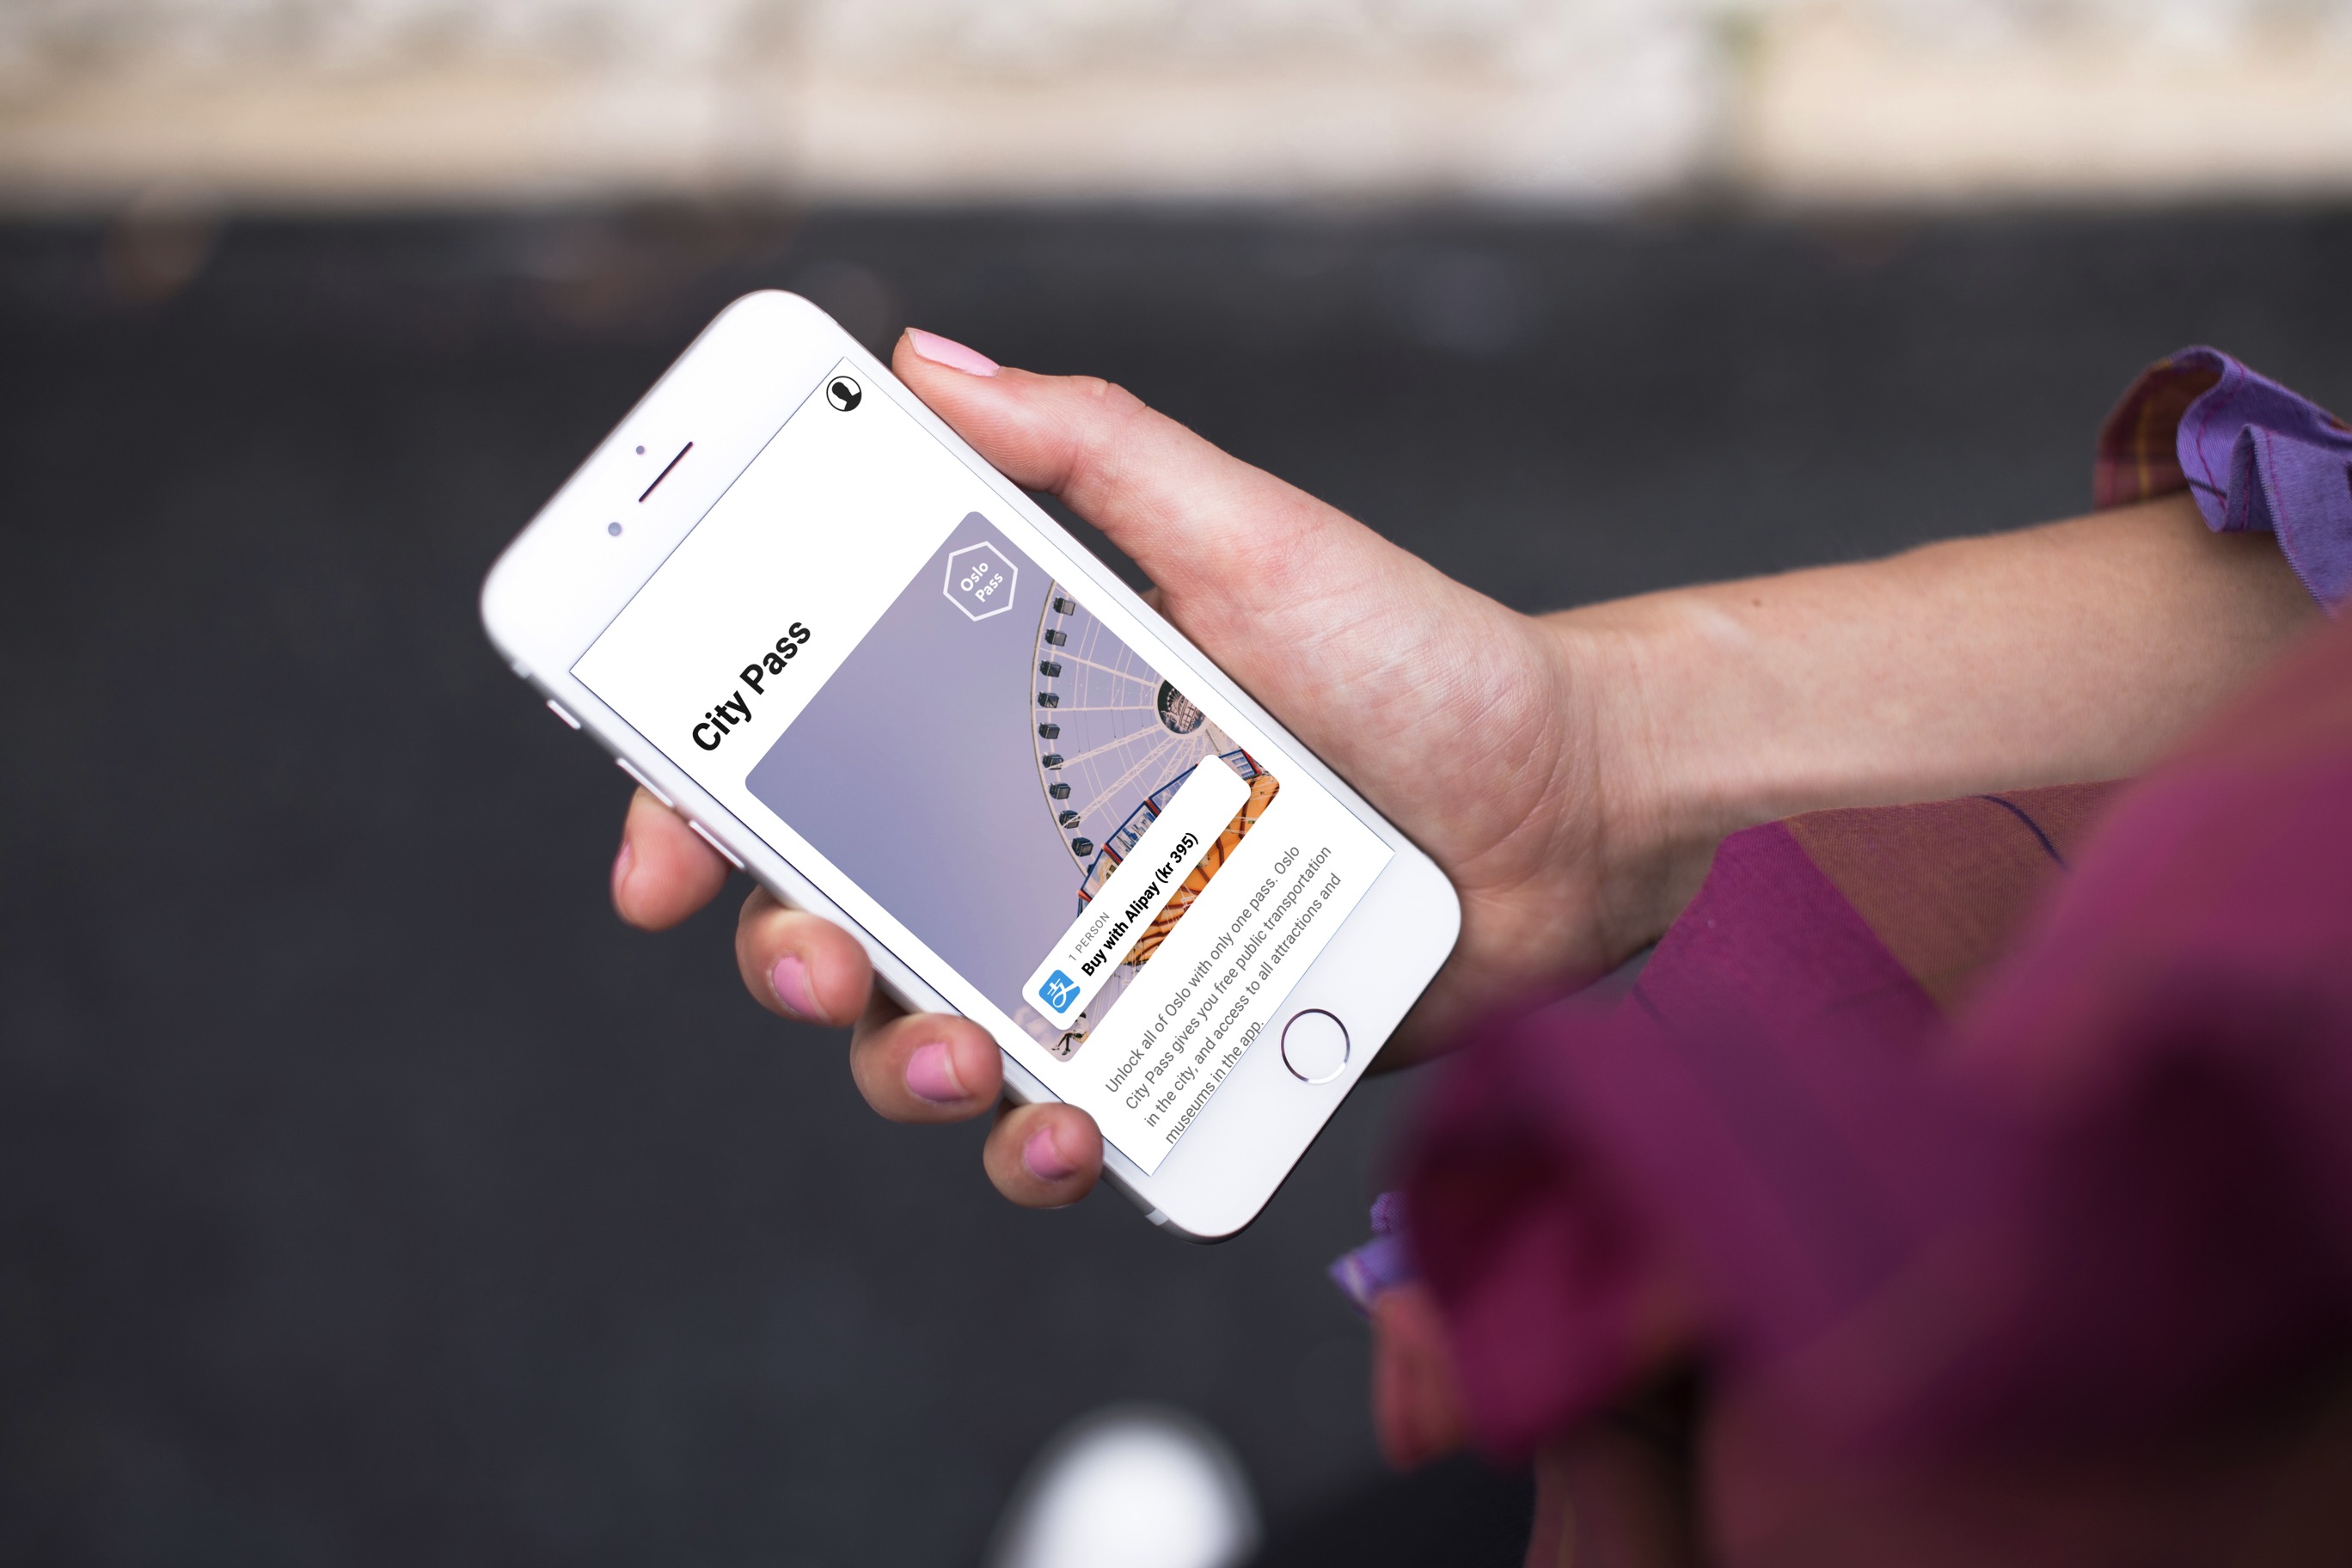 City Pass
Oslo
Pass
1 PERSON
Buy with Alipay (kr 395)
Unlock all of Oslo with only one pass. Oslo
City Pass gives you free public transportation
in the city, and access to all attractions and
museums in the app.